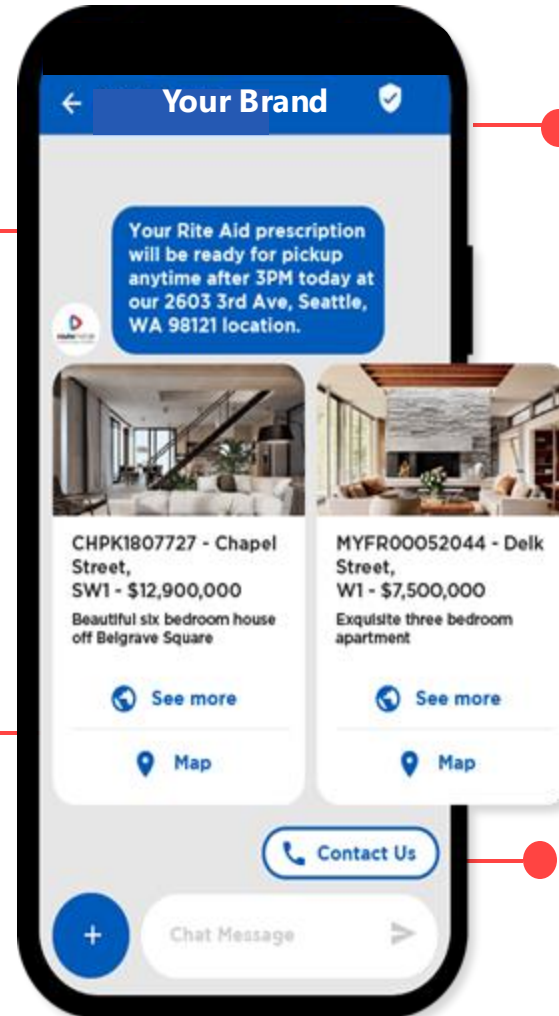 Your Brand
Your Rite Aid prescription
will be ready for pickup
anytime after 3PM today at
our 2603 3rd Ave, Seattle,
WA 98121 location.
CHPK1807727 - Chapel
Street,
SW1 - $12,900,000
Beautiful six bedroom house
off Belgrave Square
See more
Map
MYFR00052044 - Delk
Street,
W1 - $7,500,000
Exquisite three bedroom
apartment
See more
Map
Contact Us
Chat Message